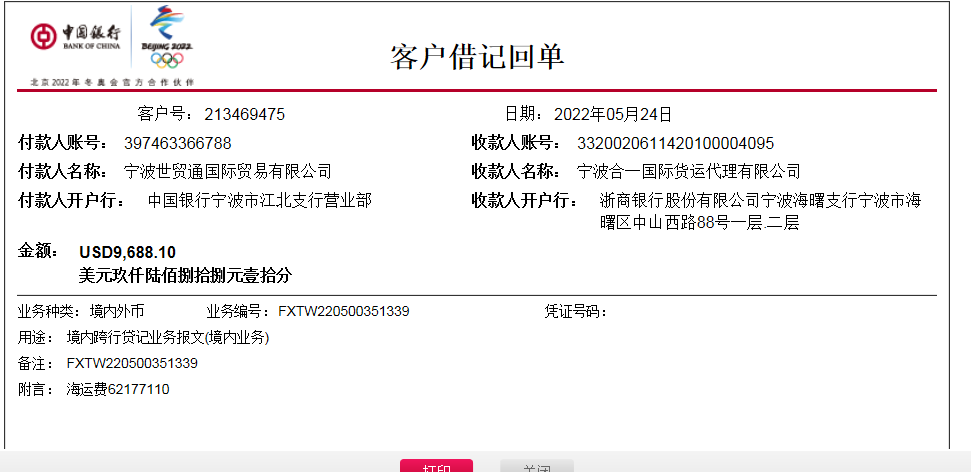 中国银行
BANK OF CHINA
BEIJING 2022
北京2022年冬奥会官方合作伙伴
客户借记回单
客户号：213469475 日期：2022年05月24日
付款人账号：397463366788 收款人账号：3320020611420100004095
付款人名称：宁波世贸通国际贸易有限公司 收款人名称：宁波合一国际货运代理有限公司
付款人开户行：中国银行宁波市江北支行营业部 收款人开户行：浙商银行股份有限公司宁波海曙支行宁波市海
曙区中山西路88号一层.二层
金额：USD9,688.10
美元玖仟陆佰捌拾捌元壹拾分
业务种类：境内外币 业务编号：FXTW220500351339 凭证号码：
用途：境内跨行贷记业务报文(境内业务)
备注：FXTW220500351339
附言：海运费62177110
打印 关闭